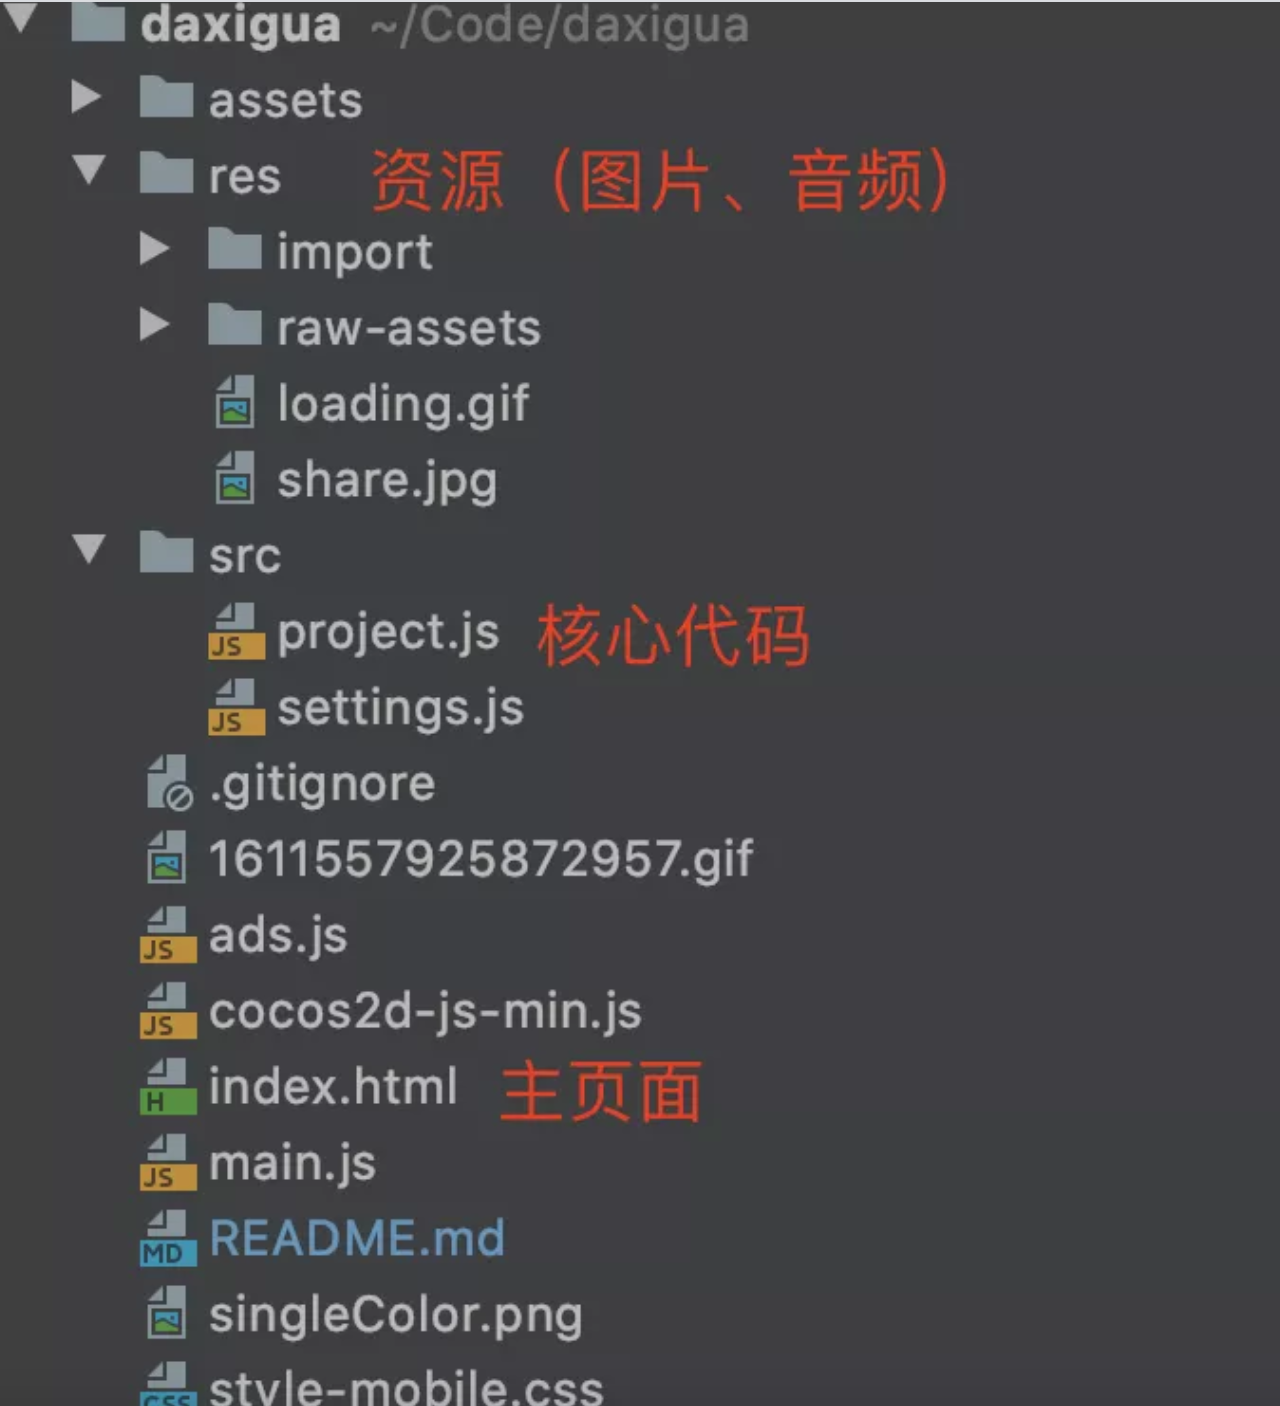 daxigua ~/Code/daxigua
assets
res 资源（图片、音频）
import
raw-assets
loading.gif
share.jpg
src
JS project.js 核心代码
JS settings.js
.gitignore
1611557925872957.gif
JS ads.js
JS cocos2d-js-min.js
H index.html 主页面
JS main.js
MD README.md
singleColor.png
CSS style-mobile.css